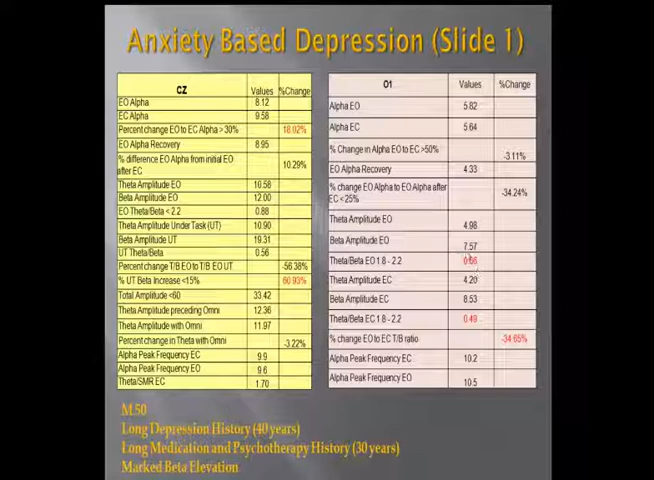 Anxiety Based Depression (Slide 1)
CZ Values %Change
EO Alpha 8.12
EC Alpha 9.58
Percent change EO to EC Alpha > 30% 18.02%
EO Alpha Recovery 8.95
% difference EO Alpha from initial EO
after EC 10.29%
Theta Amplitude EO 10.58
Beta Amplitude EO 12.00
EO Theta/Beta < 2.2 0.88
Theta Amplitude Under Task (UT) 10.90
Beta Amplitude UT 19.31
UT Theta/Beta 0.56
Percent change T/B EO to T/B EO UT -56.38%
% UT Beta Increase <15% 60.93%
Total Amplitude <60 33.42
Theta Amplitude preceding Omni 12.36
Theta Amplitude with Omni 11.97
Percent change in Theta with Omni -3.22%
Alpha Peak Frequency EC 9.9
Alpha Peak Frequency EO 9.6
Theta/SMR EC 1.70
O1 Values %Change
Alpha EO 5.82
Alpha EC 5.64
% Change in Alpha EO to EC >50% -3.11%
EO Alpha Recovery 4.33
% change EO Alpha to EO Alpha after
EC < 25% -34.24%
Theta Amplitude EO 4.98
Beta Amplitude EO 7.57
Theta/Beta EO 1.8 - 2.2
Theta Amplitude EC 4.20
Beta Amplitude EC 8.53
Theta/Beta EC 1.8 - 2.2 0.49
% change EO to EC T/B ratio -34.65%
Alpha Peak Frequency EC 10.2
Alpha Peak Frequency EO 10.5
M 50
Long Depression History (40 years)
Long Medication and Psychotherapy History (30 years)
Marked Beta Elevation